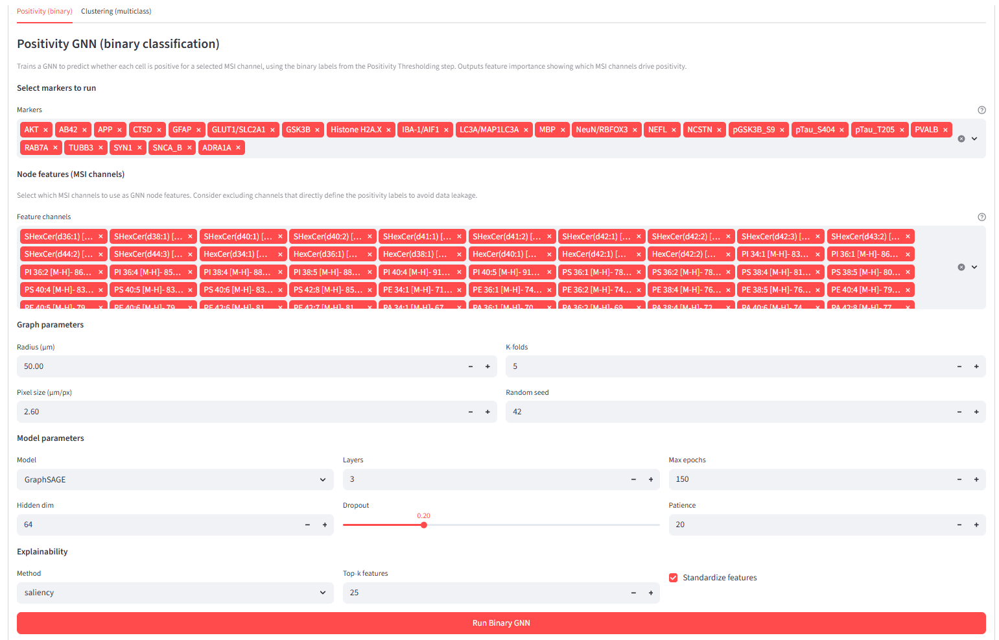 Positivity (binary) Clustering (multiclass)
Positivity GNN (binary classification)
Trains a GNN to predict whether each cell is positive for a selected MSI channel, using the binary labels from the Positivity Thresholding step. Outputs feature importance showing which MSI channels drive positivity.
Select markers to run
Markers
AKT × AB42 × APP × CTSD × GFAP × GLUT1/SLC2A1 × GSK3B × Histone H2A.X × IBA-1/AIF1 × LC3A/MAP1LC3A × MBP × NeuN/RBFOX3 × NEFL × NCSTN × pGSK3B_S9 × pTau_S404 × pTau_T205 × PVALB ×
RAB7A × TUBB3 × SYN1 × SNCA_B × ADRA1A ×
Node features (MSI channels)
Select which MSI channels to use as GNN node features. Consider excluding channels that directly define the positivity labels to avoid data leakage.
Feature channels
SHexCer(d36:1) [... × SHexCer(d38:1) [... × SHexCer(d40:1) [... × SHexCer(d40:2) [... × SHexCer(d41:1) [... × SHexCer(d41:2) [... × SHexCer(d42:1) [... × SHexCer(d42:2) [... × SHexCer(d42:3) [... × SHexCer(d43:2) [... ×
SHexCer(d44:2) [... × SHexCer(d44:3) [... × HexCer(d34:1) [... × HexCer(d36:1) [... × HexCer(d38:1) [... × HexCer(d40:1) [... × HexCer(d42:1) [... × HexCer(d42:2) [... × PI 34:1 [M-H]- 83... × PI 36:1 [M-H]- 86... ×
PI 36:2 [M-H]- 86... × PI 36:4 [M-H]- 85... × PI 38:4 [M-H]- 88... × PI 38:5 [M-H]- 88... × PI 40:4 [M-H]- 91... × PI 40:5 [M-H]- 91... × PS 36:1 [M-H]- 78... × PS 36:2 [M-H]- 78... × PS 38:4 [M-H]- 81... × PS 38:5 [M-H]- 80... ×
PS 40:4 [M-H]- 83... × PS 40:5 [M-H]- 83... × PS 40:6 [M-H]- 83... × PS 42:8 [M-H]- 85... × PE 34:1 [M-H]- 71... × PE 36:1 [M-H]- 74... × PE 36:2 [M-H]- 74... × PE 38:4 [M-H]- 76... × PE 38:5 [M-H]- 76... × PE 40:4 [M-H]- 79... ×
PE 40:5 [M-H]- 79... × PE 40:6 [M-H]- 79... × PE 42:6 [M-H]- 81... × PE 42:7 [M-H]- 81... × PA 34:1 [M-H]- 67... × PA 36:1 [M-H]- 70... × PA 36:2 [M-H]- 69... × PA 38:4 [M-H]- 72... × PA 40:6 [M-H]- 74... × PA 42:8 [M-H]- 77... ×
Graph parameters
Radius (µm) K-folds
50.00 − + 5 − +
Pixel size (µm/px) Random seed
2.60 − + 42 − +
Model parameters
Model Layers Max epochs
GraphSAGE 3 − + 150 − +
Hidden dim Dropout Patience
0.20
64 − + 20 − +
Explainability
Method Top-k features
Standardize features
saliency 25 − +
Run Binary GNN